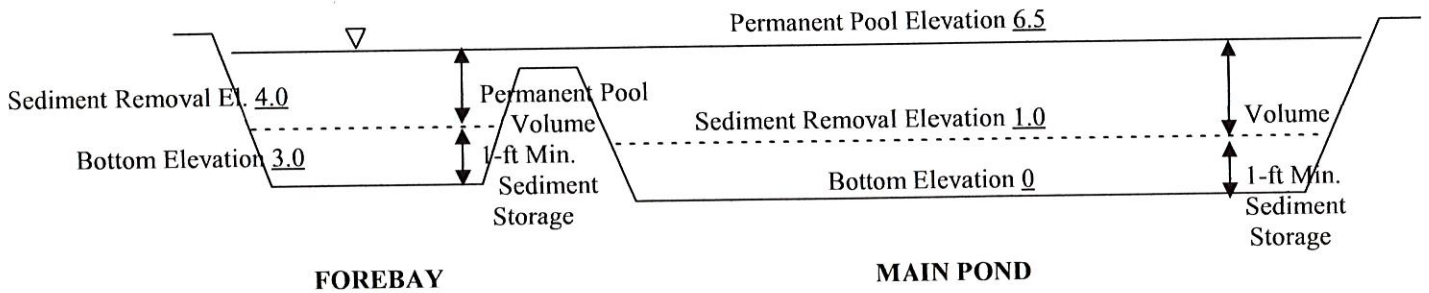 Permanent Pool Elevation 6.5
Sediment Removal El. 4.0
Permanent Pool
Volume
Sediment Removal Elevation 1.0
Volume
Bottom Elevation 3.0
1-ft Min.
Sediment
Storage
Bottom Elevation 0
1-ft Min.
Sediment
Storage
FOREBAY
MAIN POND